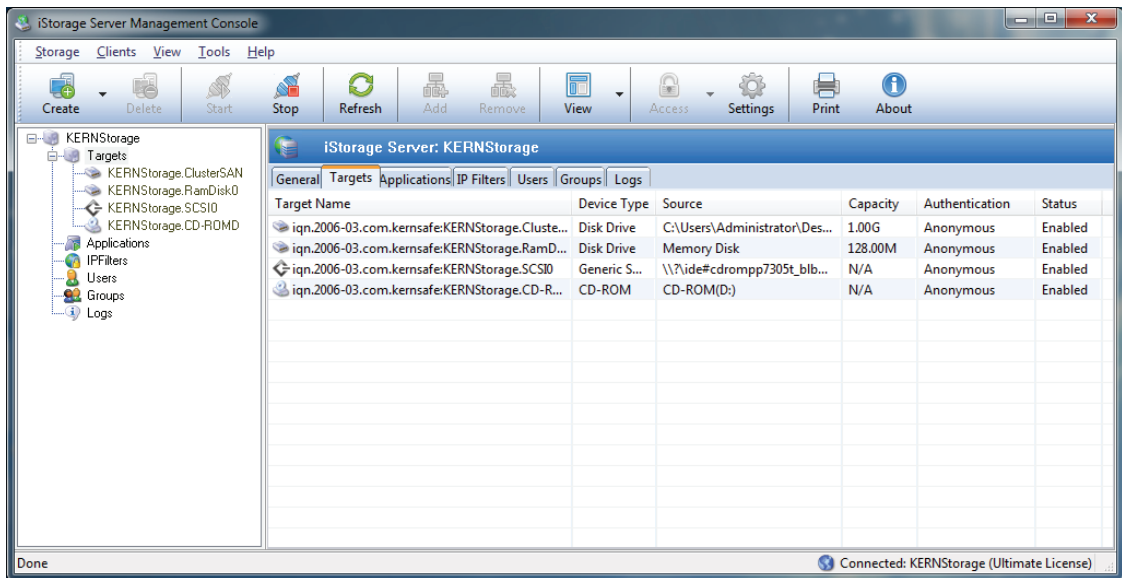 iStorage Server Management Console
Storage Clients View Tools Help
Create Delete Start Stop Refresh Add Remove View Access Settings Print About
KERNStorage
Targets
KERNStorage.ClusterSAN
KERNStorage.RamDisk0
KERNStorage.SCSI0
KERNStorage.CD-ROMD
Applications
IPFilters
Users
Groups
Logs
iStorage Server: KERNStorage
General Targets Applications IP Filters Users Groups Logs
Target Name Device Type Source Capacity Authentication Status
iqn.2006-03.com.kernsafe:KERNStorage.Cluste... Disk Drive C:\Users\Administrator\Des... 1.00G Anonymous Enabled
iqn.2006-03.com.kernsafe:KERNStorage.RamD... Disk Drive Memory Disk 128.00M Anonymous Enabled
iqn.2006-03.com.kernsafe:KERNStorage.SCSI0 Generic S... \\?\ide#cdrompp7305t_blb... N/A Anonymous Enabled
iqn.2006-03.com.kernsafe:KERNStorage.CD-R... CD-ROM CD-ROM(D:) N/A Anonymous Enabled
Done Connected: KERNStorage (Ultimate License)